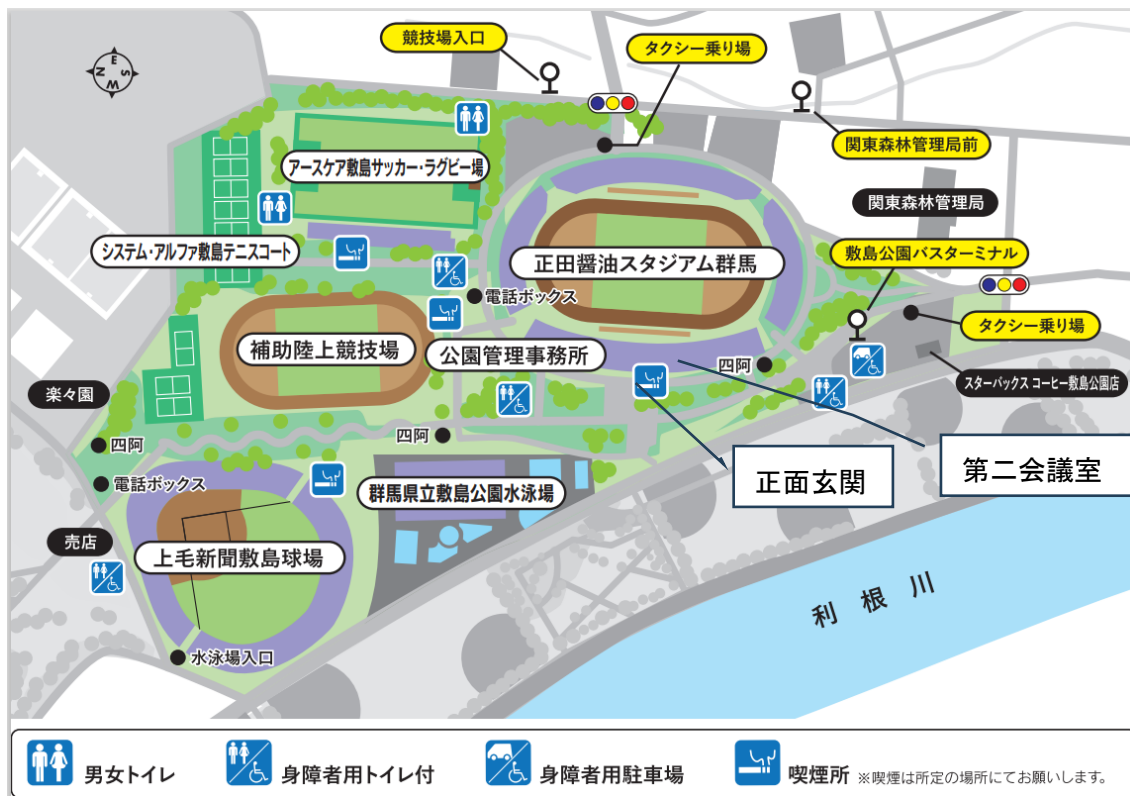 競技場入口
タクシー乗り場
関東森林管理局前
アースケア敷島サッカー・ラグビー場
関東森林管理局
システム・アルファ敷島テニスコート
正田醤油スタジアム群馬
敷島公園バスターミナル
電話ボックス
タクシー乗り場
補助陸上競技場
公園管理事務所
四阿
スターバックス コーヒー敷島公園店
楽々園
四阿
四阿
正面玄関
第二会議室
電話ボックス
群馬県立敷島公園水泳場
売店
上毛新聞敷島球場
利根川
水泳場入口
E
N
S
W
男女トイレ
身障者用トイレ付
身障者用駐車場
喫煙所 ※喫煙は所定の場所にてお願いします。